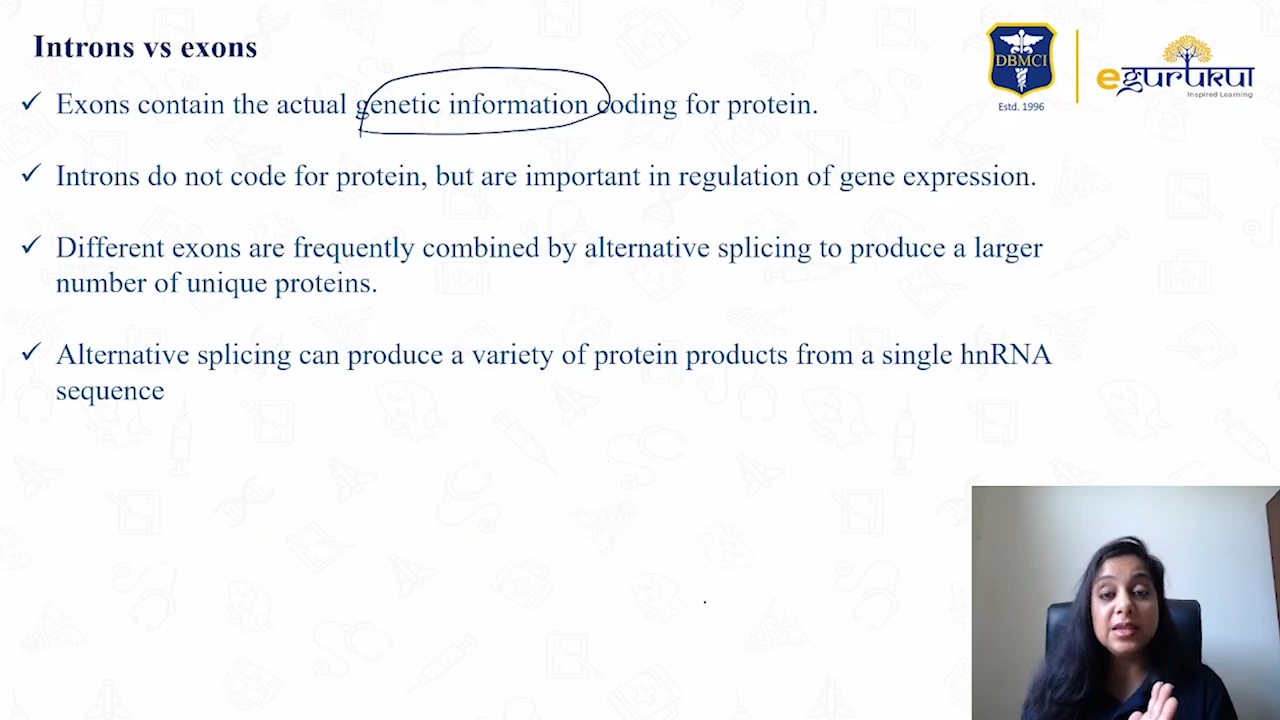 Introns vs exons
✓ Exons contain the actual genetic information coding for protein.
✓ Introns do not code for protein, but are important in regulation of gene expression.
✓ Different exons are frequently combined by alternative splicing to produce a larger
number of unique proteins.
✓ Alternative splicing can produce a variety of protein products from a single hnRNA
sequence
DBMCI
Estd. 1996
egurukul
Inspired Learning